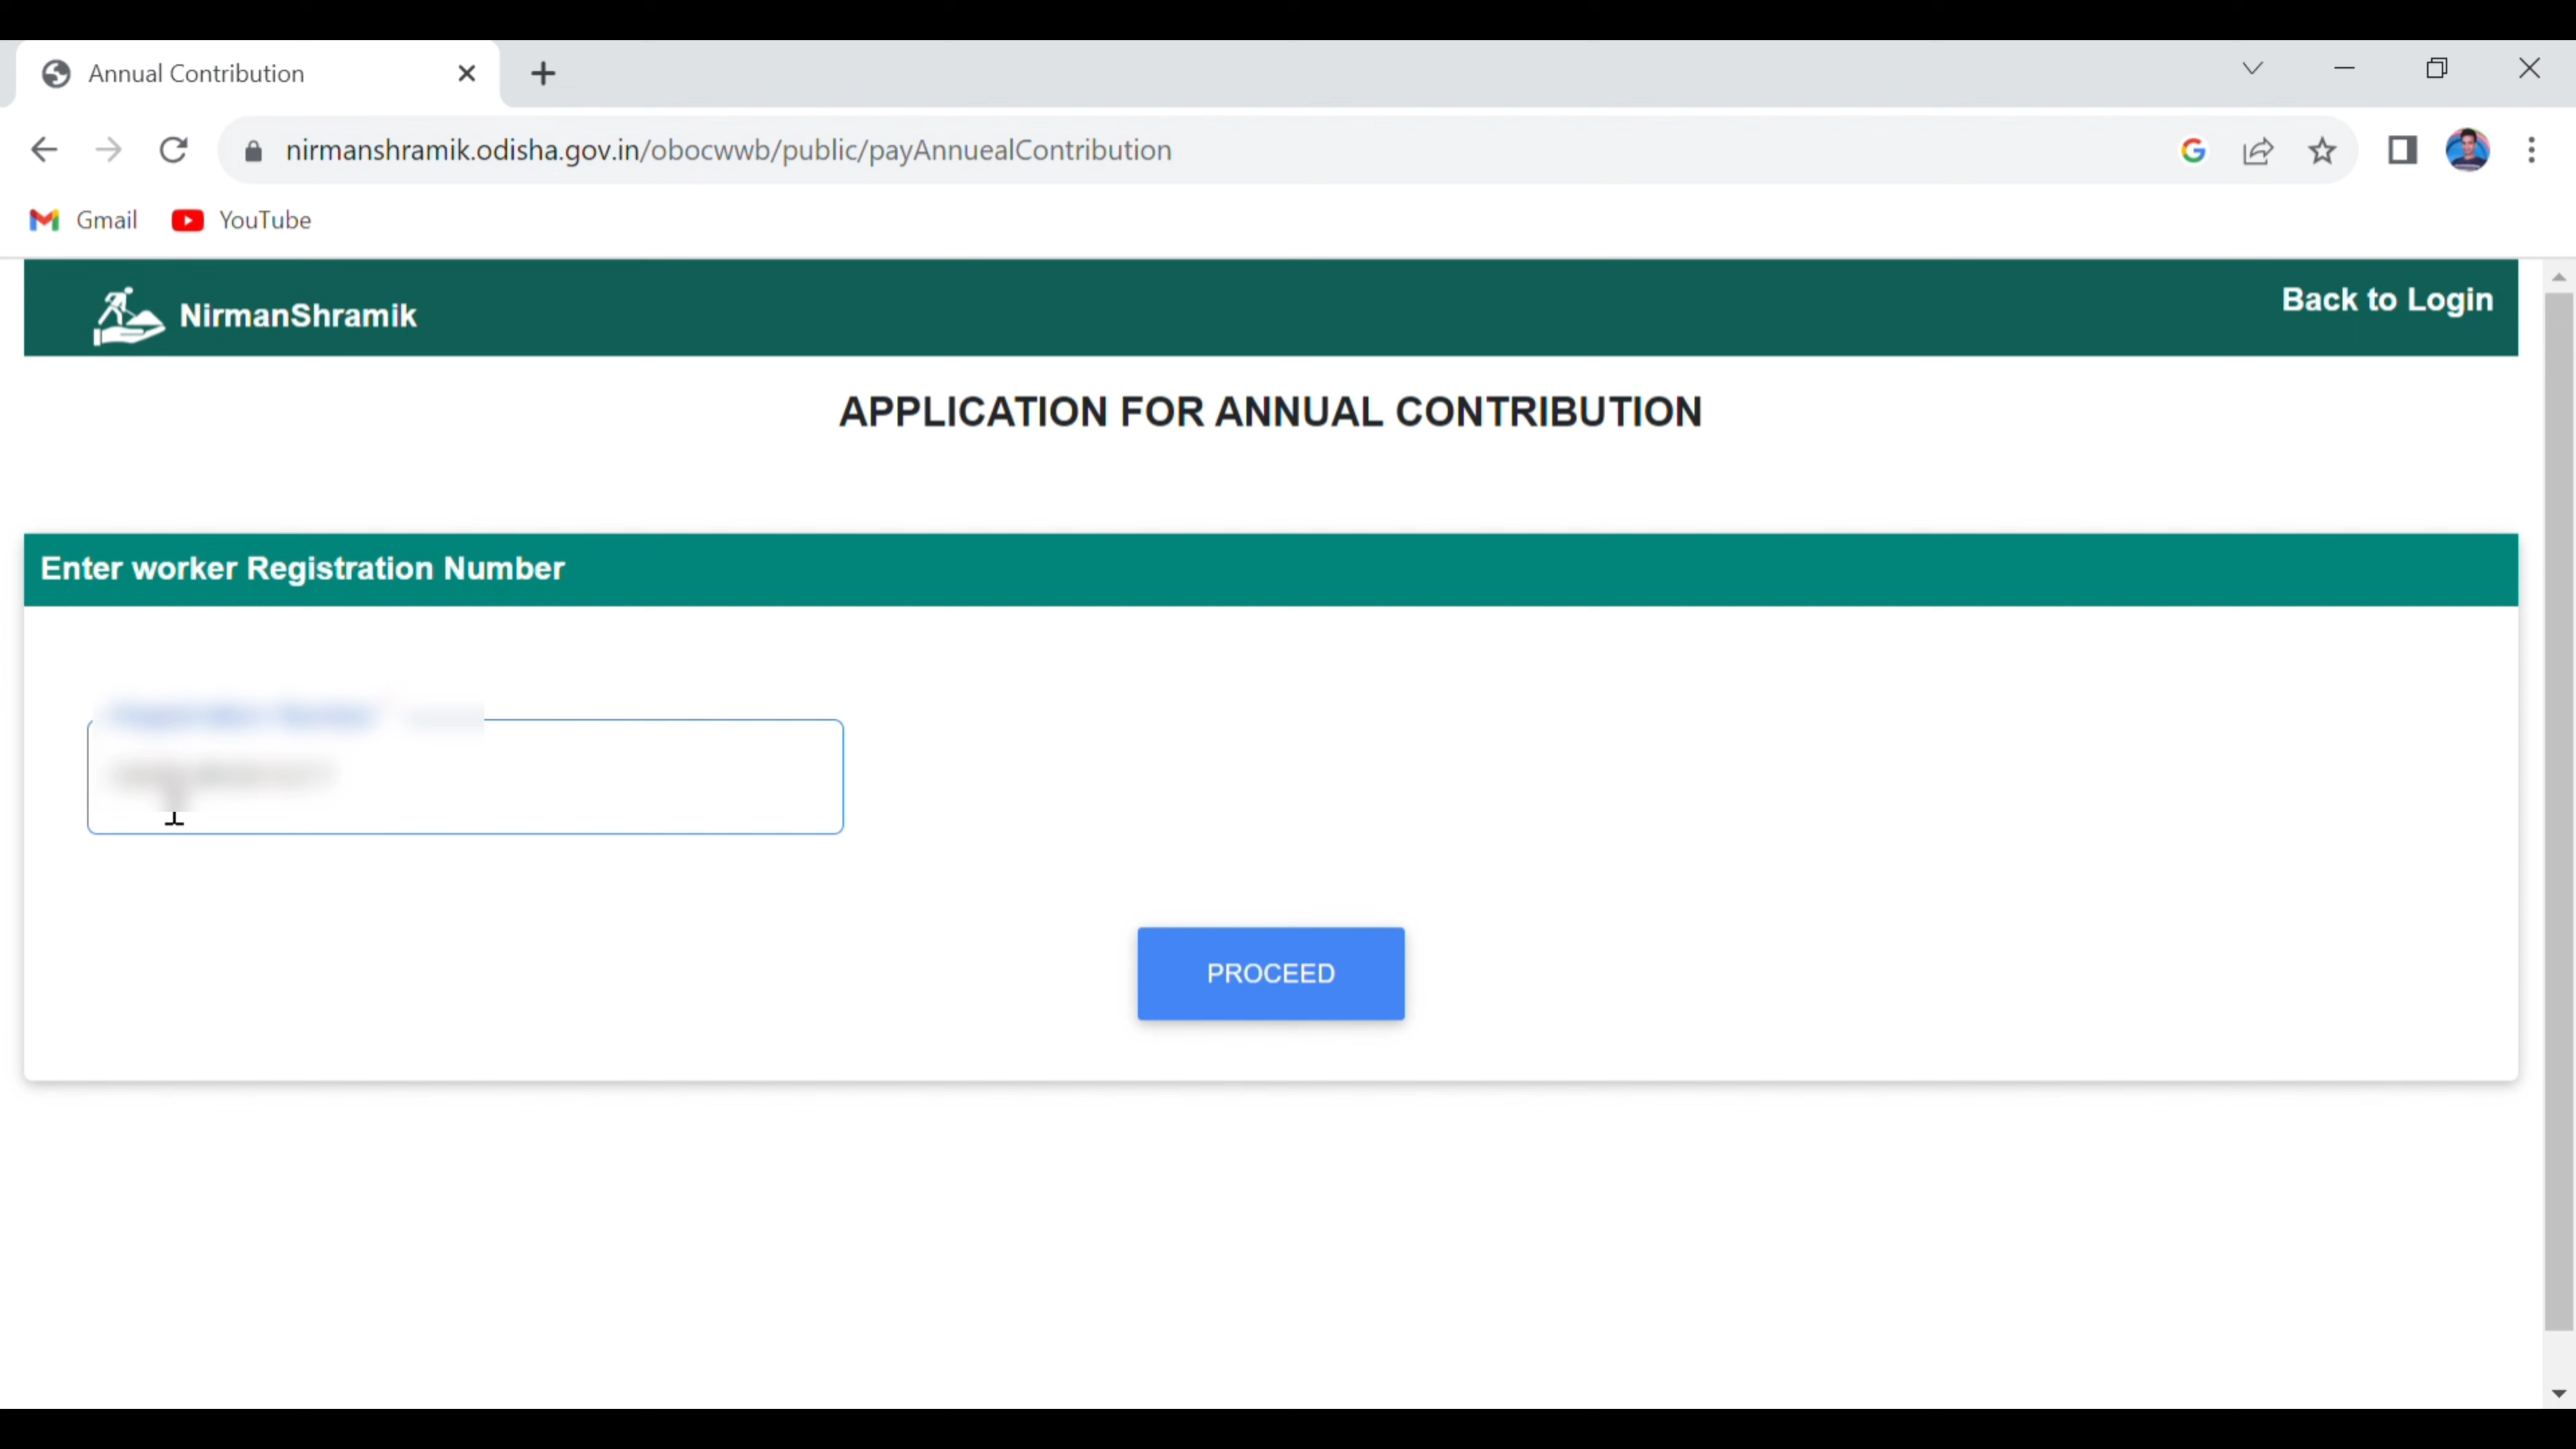 Annual Contribution
nirmanshramik.odisha.gov.in/obocwwb/public/payAnnuealContribution
Gmail YouTube
NirmanShramik
Back to Login
APPLICATION FOR ANNUAL CONTRIBUTION
Enter worker Registration Number
PROCEED